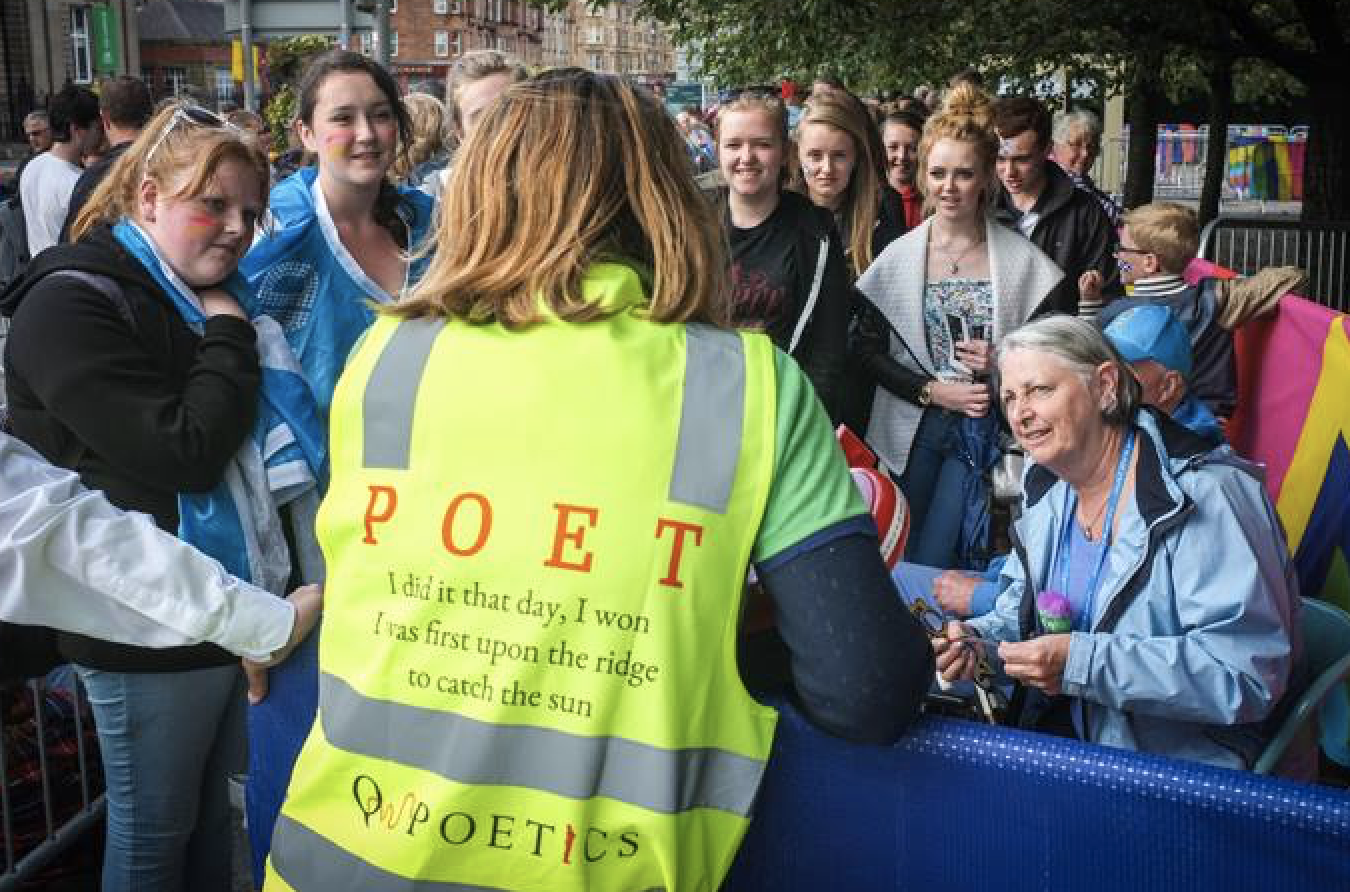 POET
I did it that day, I won
I was first upon the ridge
to catch the sun
POETICS